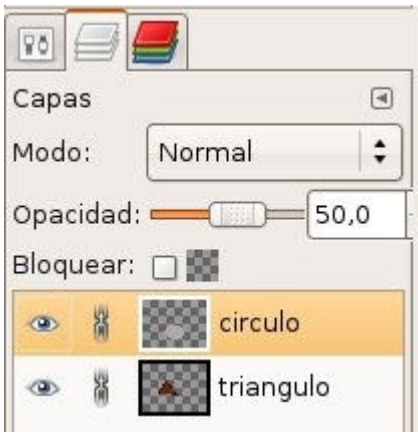 Capas
Modo: Normal
Opacidad: 50,0
Bloquear:
circulo
triangulo